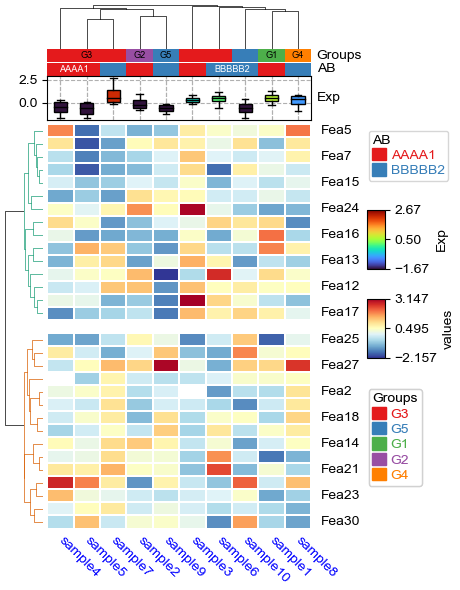 G3 G2 G5 G1 G4 Groups
AAAA1 BBBBB2 AB
2.5
0.0
Exp
Fea5
Fea7
Fea15
Fea24
Fea16
Fea13
Fea12
Fea17
Fea25
Fea27
Fea2
Fea18
Fea14
Fea21
Fea23
Fea30
sample4 sample5 sample7 sample2 sample9 sample3 sample6 sample10 sample1 sample8
AB
AAAA1
BBBBB2
2.67
0.50
−1.67
Exp
3.147
0.495
−2.157
values
Groups
G3
G5
G1
G2
G4